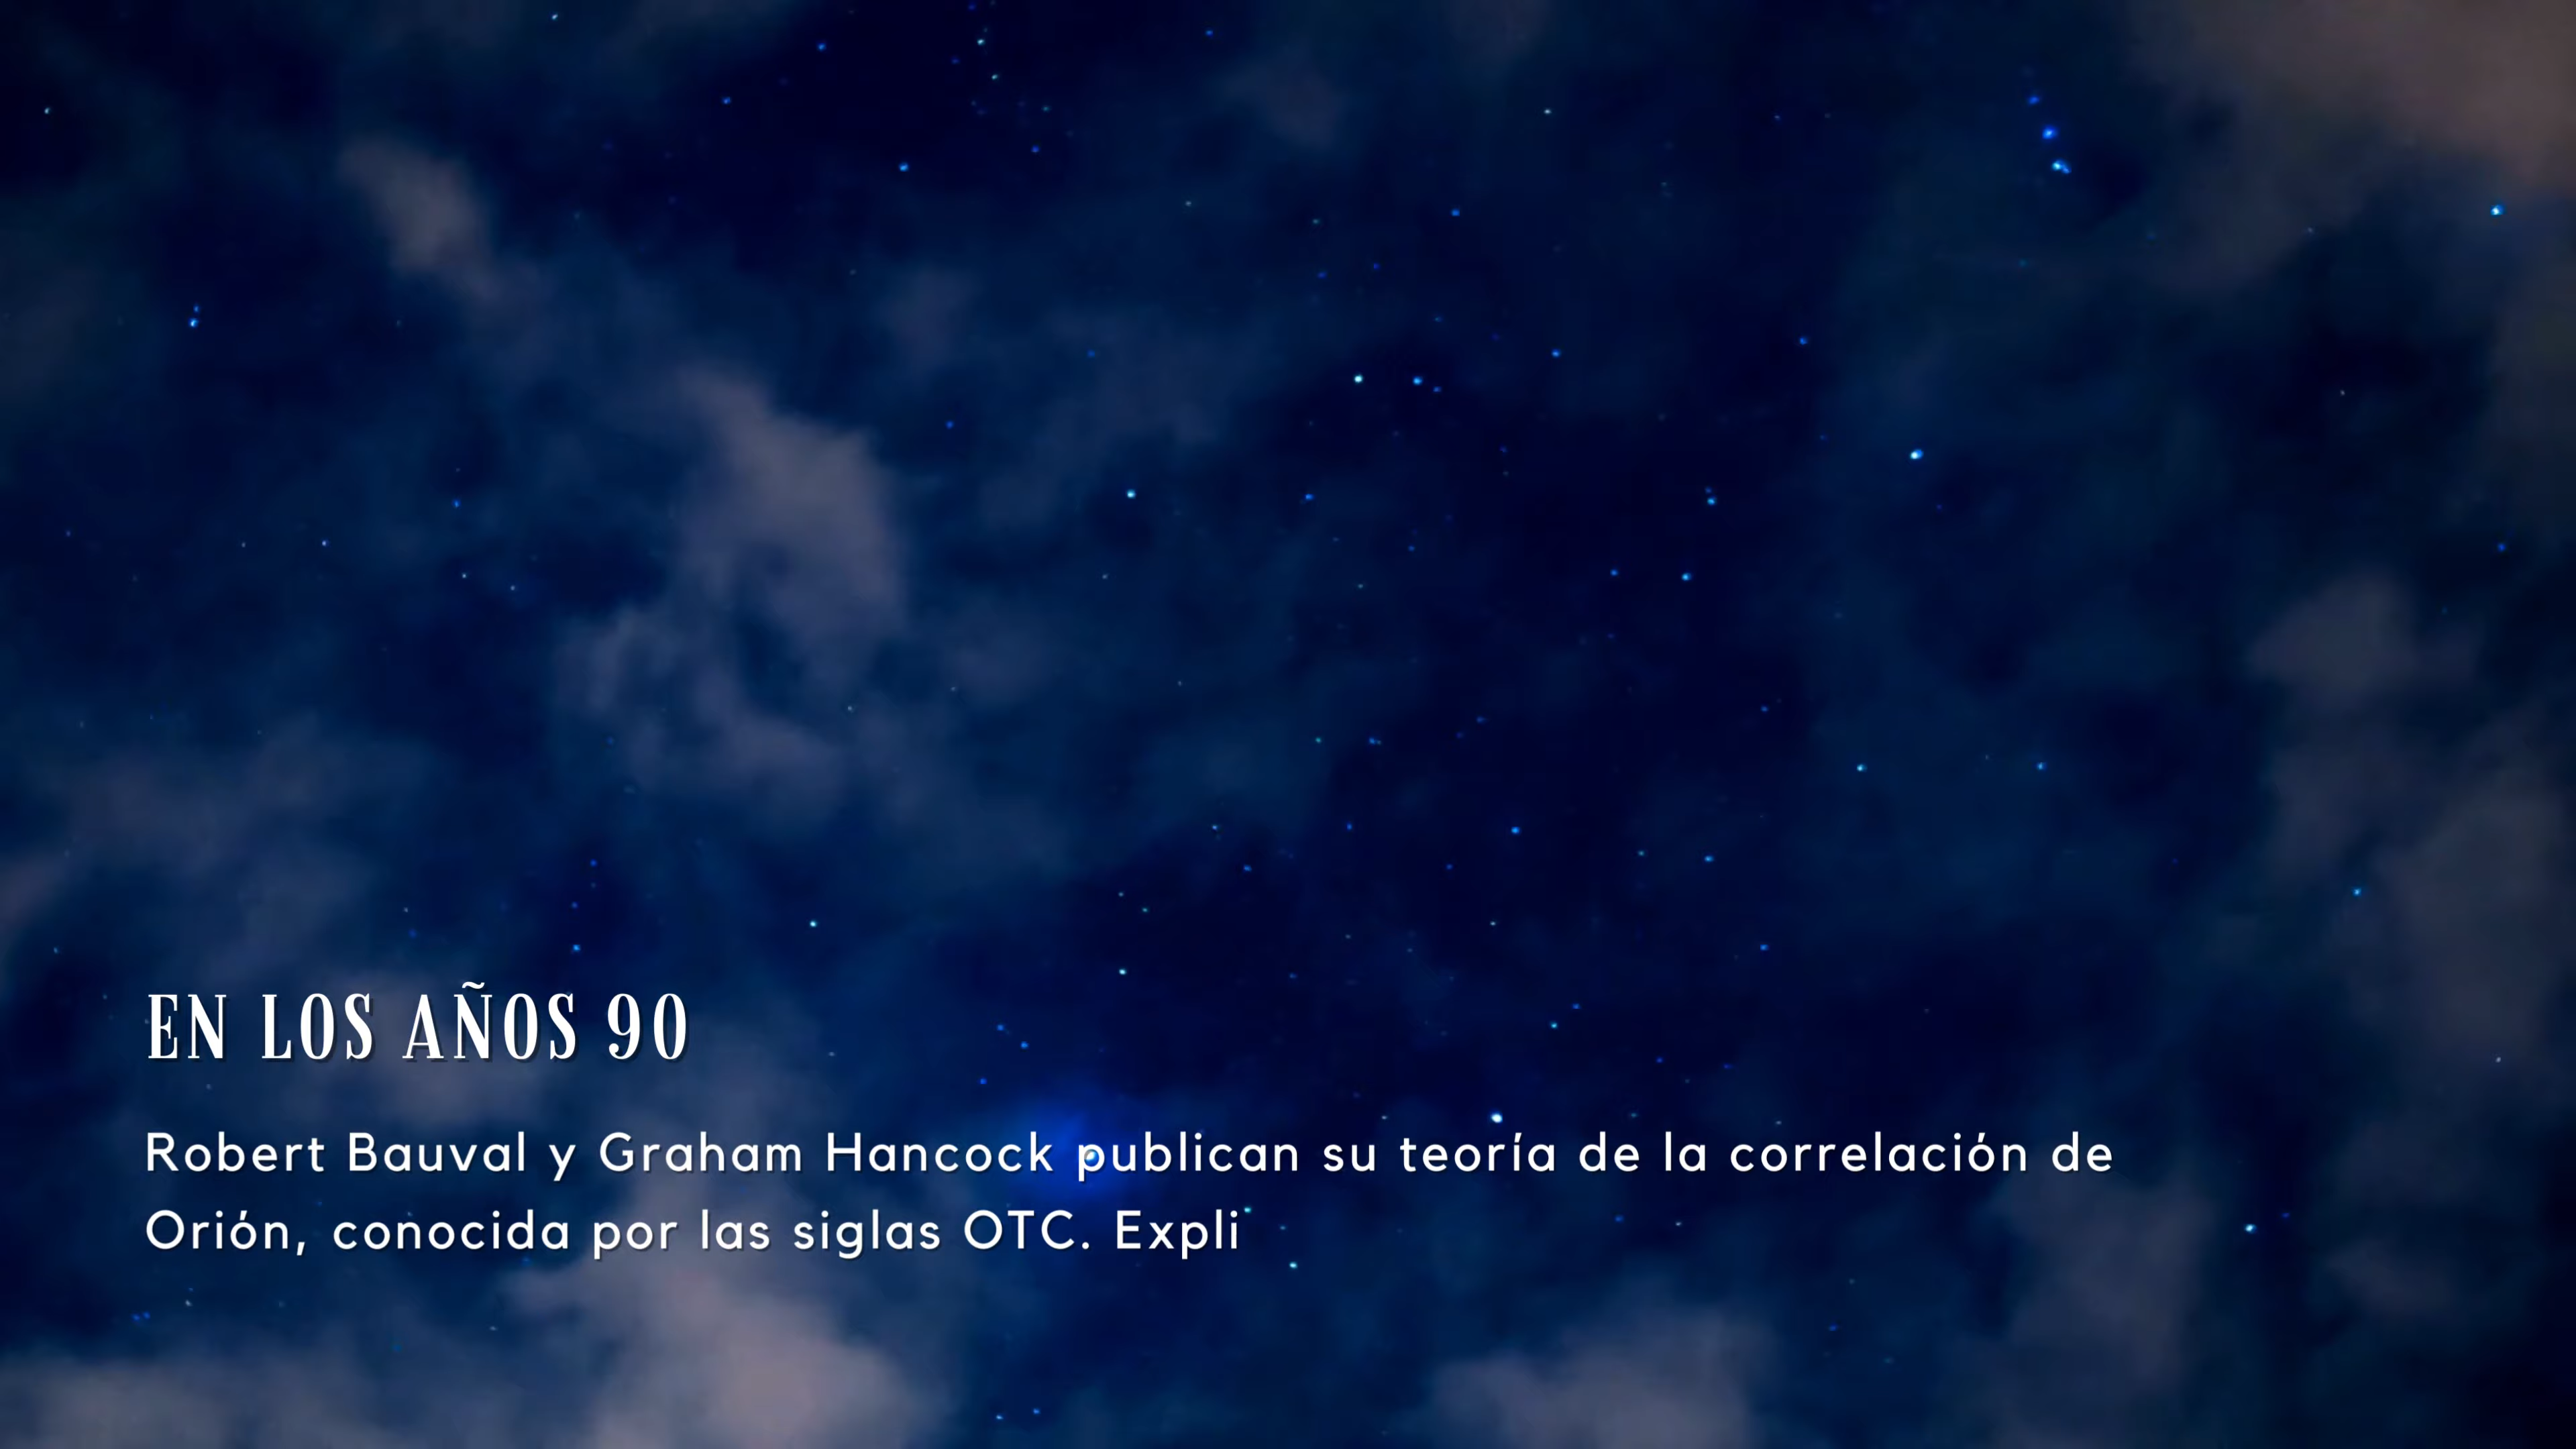 EN LOS AÑOS 90
Robert Bauval y Graham Hancock publican su teoría de la correlación de
Orión, conocida por las siglas OTC. Expli